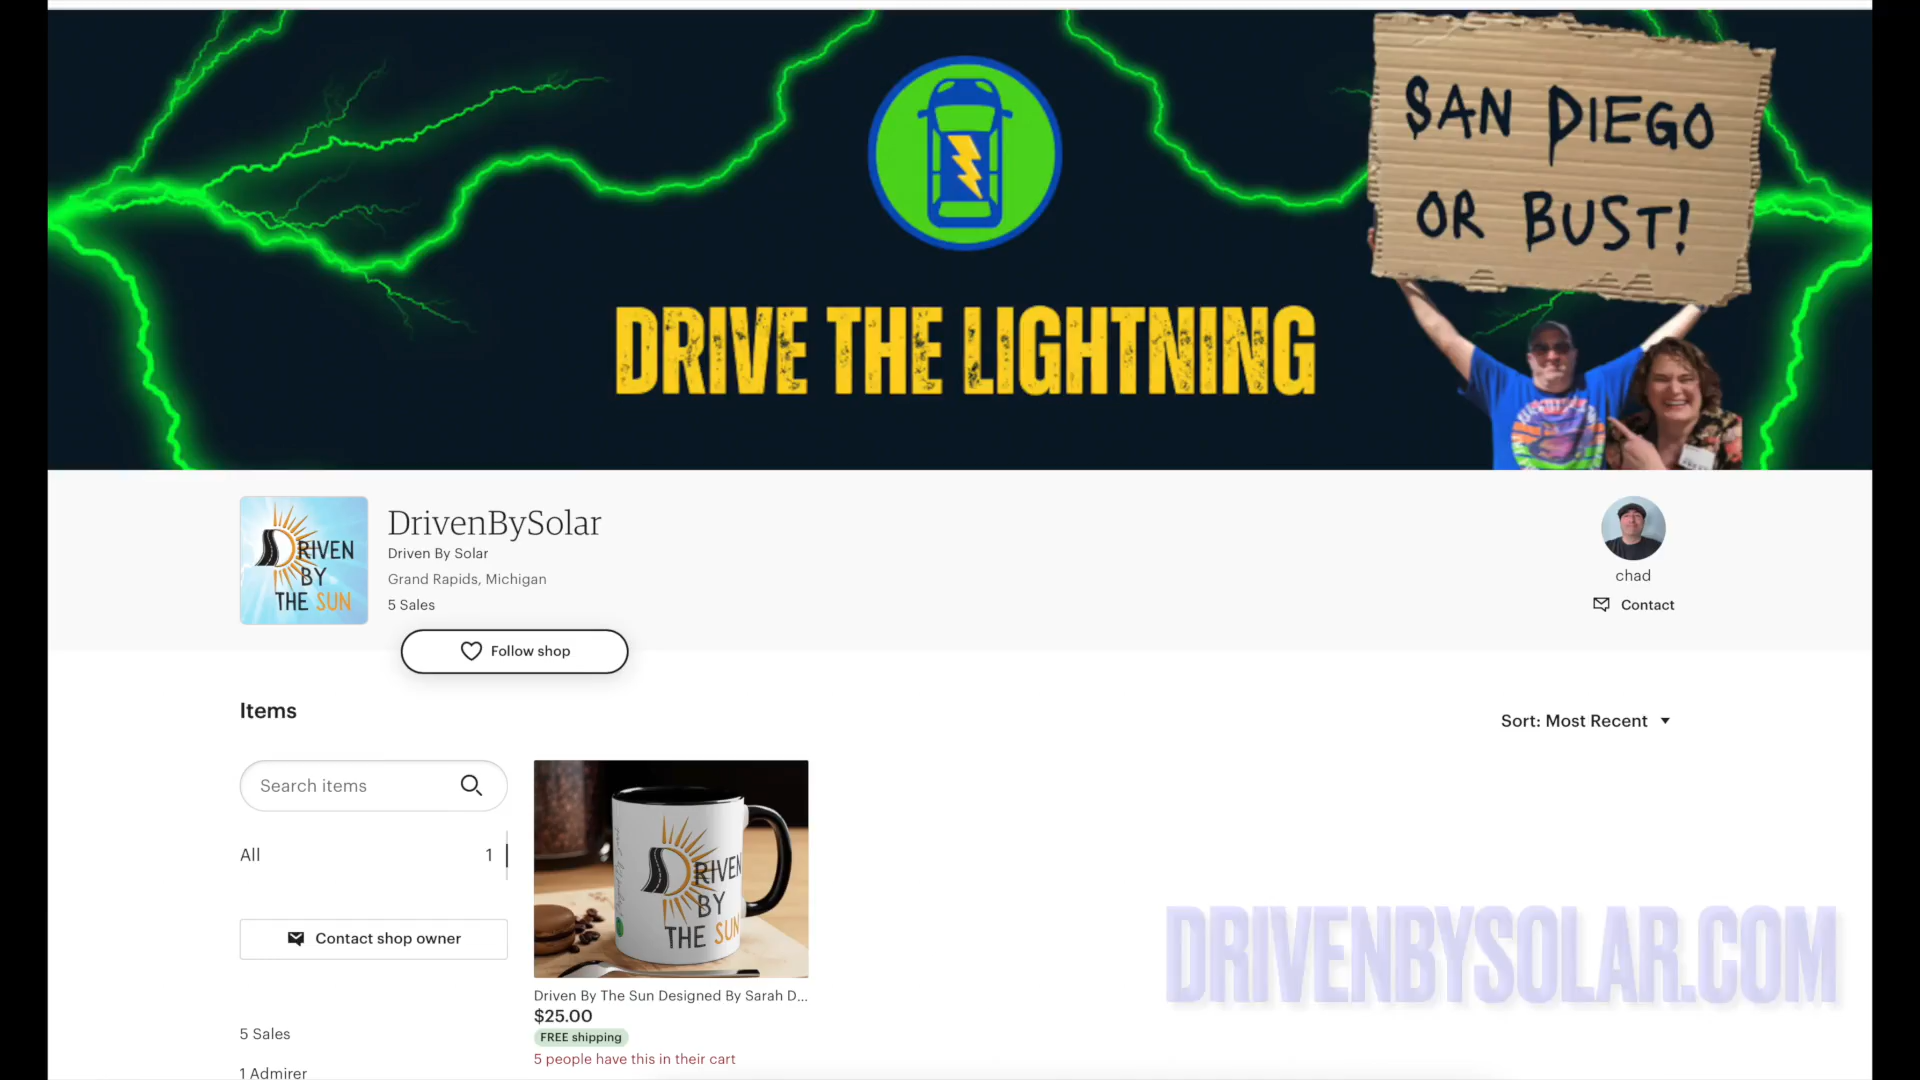 SAN DIEGO
OR BUST!
DRIVE THE LIGHTNING
DRIVEN
BY
THE SUN
DrivenBySolar
Driven By Solar
Grand Rapids, Michigan
5 Sales
Follow shop
chad
Contact
Items
Sort: Most Recent
Search items
All 1
Contact shop owner
5 Sales
1 Admirer
DRIVEN
BY
THE SUN
Driven By The Sun Designed By Sarah D...
$25.00
FREE shipping
5 people have this in their cart
DRIVENBYSOLAR.COM